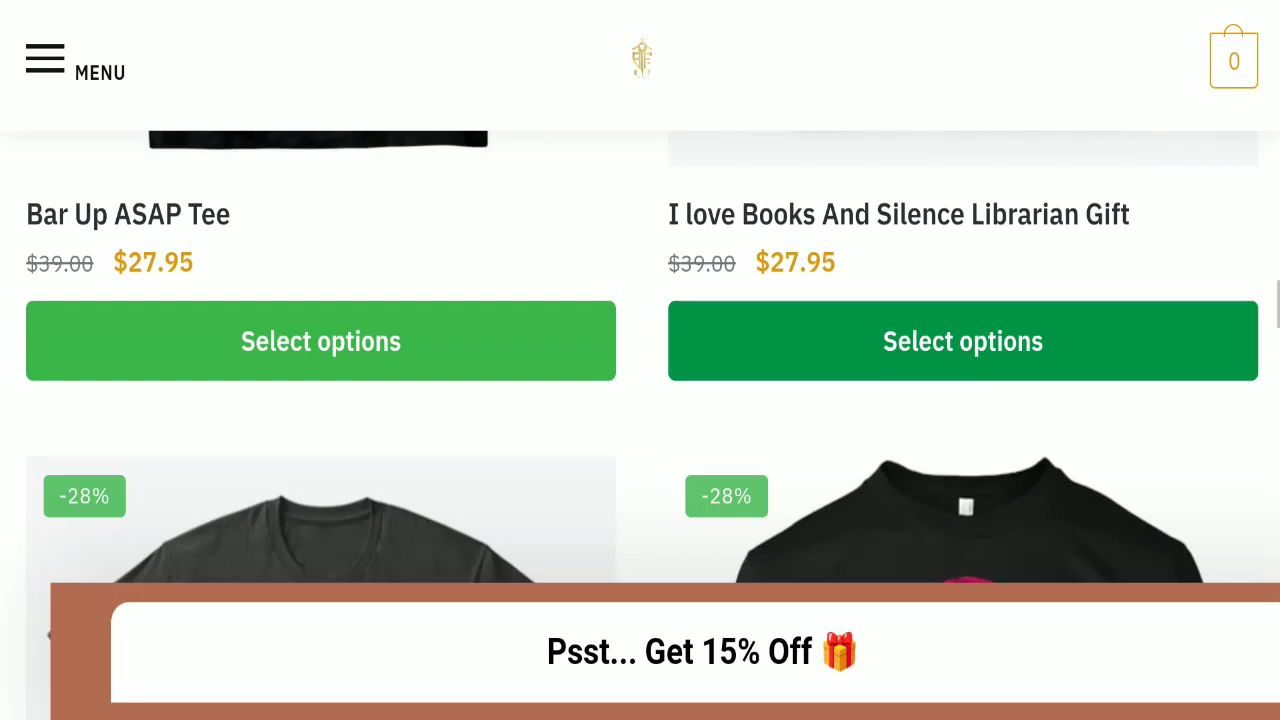 MENU
0
Bar Up ASAP Tee
$39.00 $27.95
Select options
I love Books And Silence Librarian Gift
$39.00 $27.95
Select options
-28%
-28%
Psst... Get 15% Off 🎁